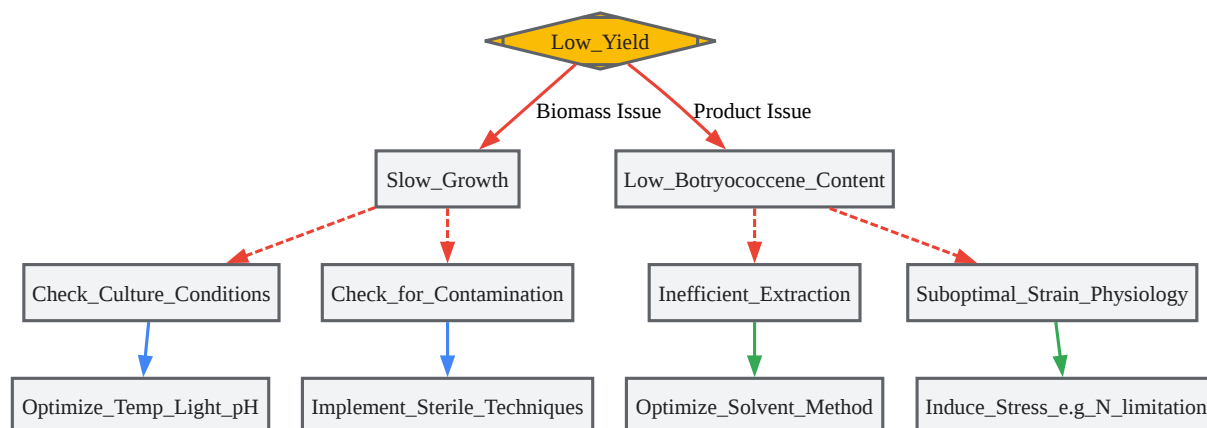 Low_Yield
Biomass Issue
Product Issue
Slow_Growth
Low_Botryococcene_Content
Check_Culture_Conditions
Check_for_Contamination
Inefficient_Extraction
Suboptimal_Strain_Physiology
Optimize_Temp_Light_pH
Implement_Sterile_Techniques
Optimize_Solvent_Method
Induce_Stress_e.g_N_limitation